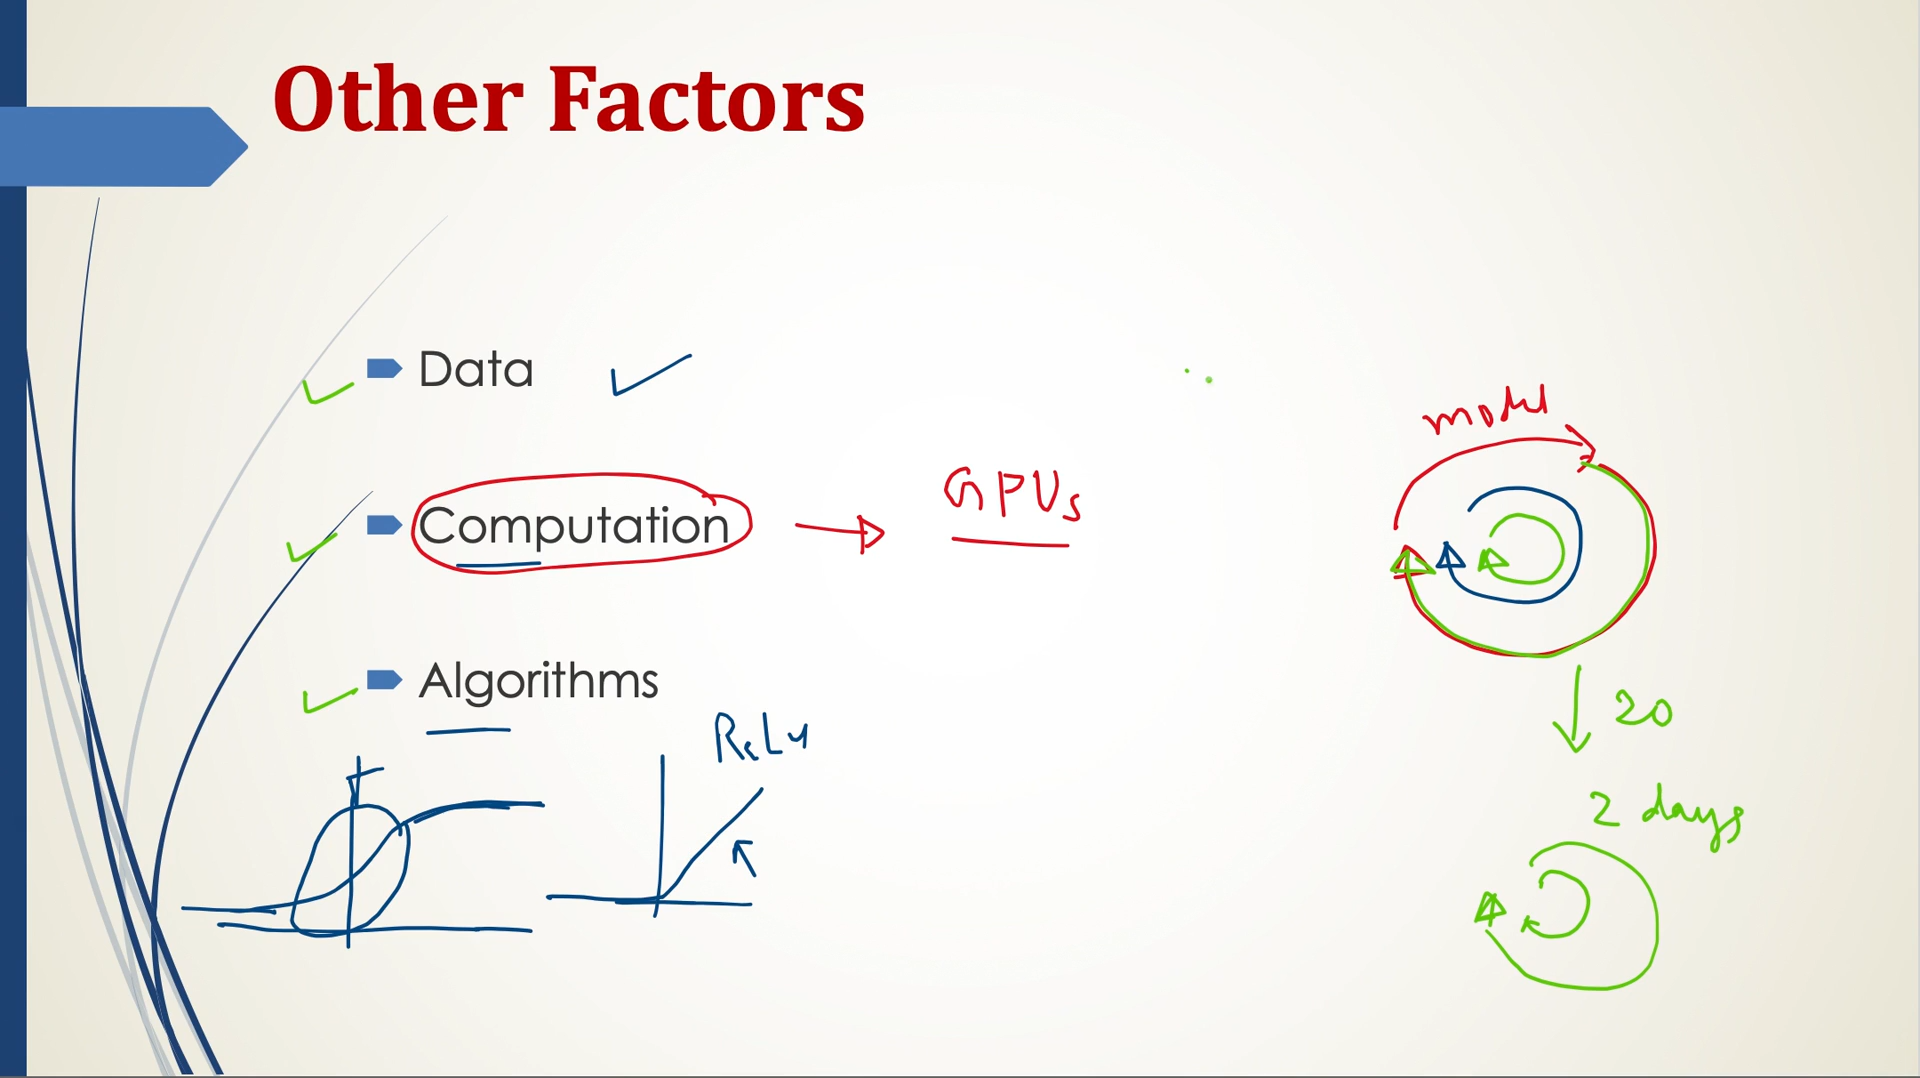 Other Factors
Data
model
Computation
GPUs
Algorithms
20
ReLu
2 days